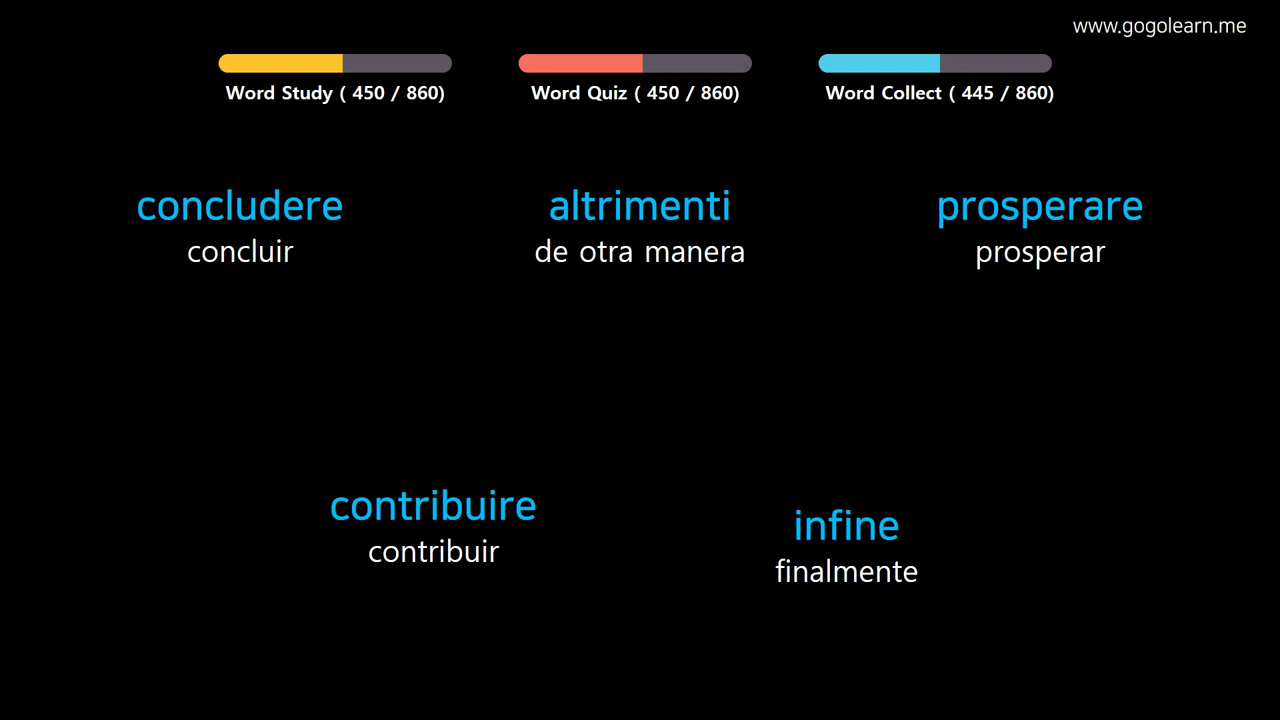 www.gogolearn.me
Word Study ( 450 / 860)
Word Quiz ( 450 / 860)
Word Collect ( 445 / 860)
concludere
concluir
altrimenti
de otra manera
prosperare
prosperar
contribuire
contribuir
infine
finalmente